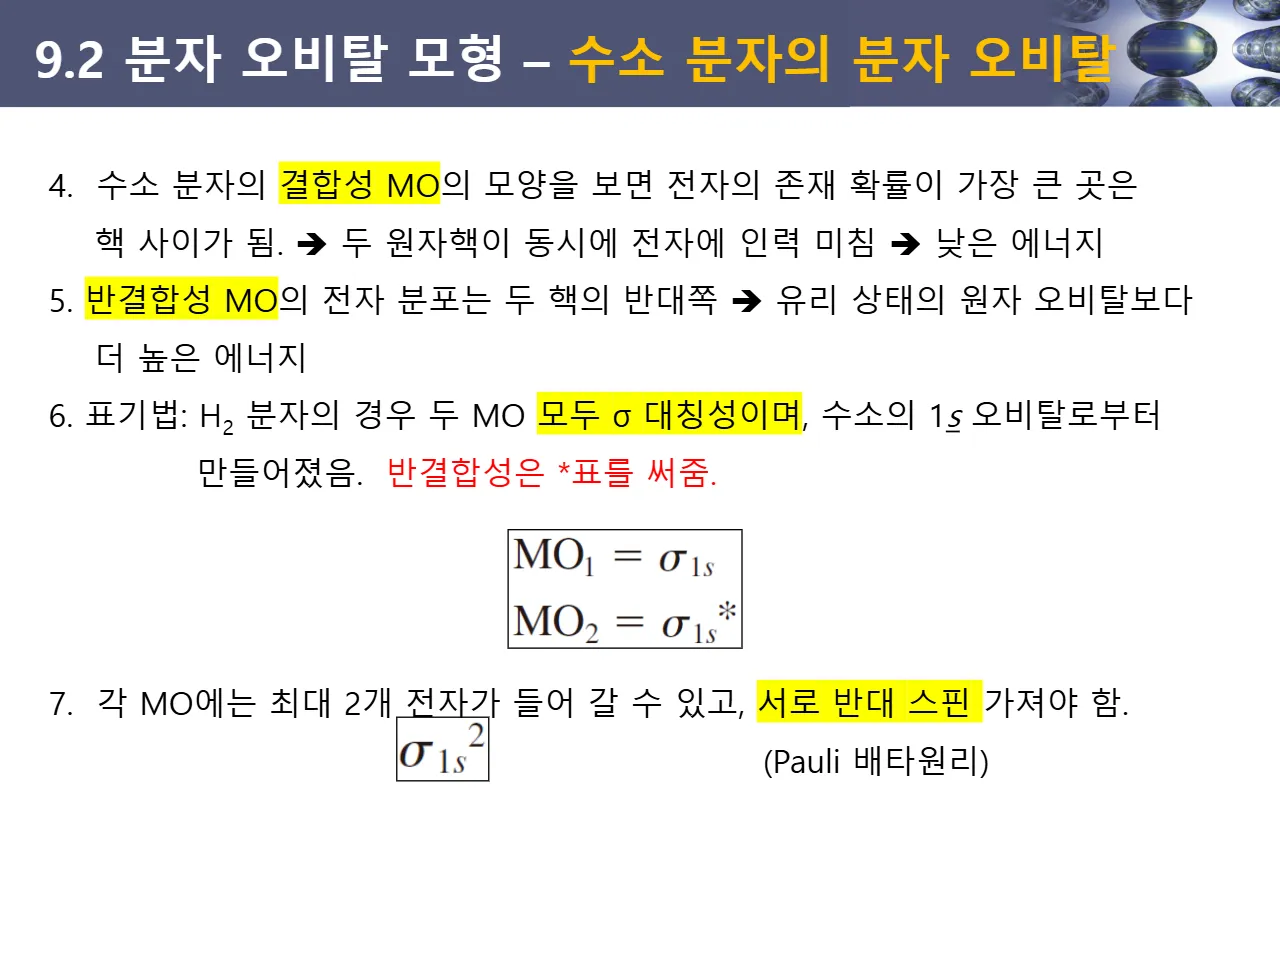 9.2 분자 오비탈 모형 – 수소 분자의 분자 오비탈
4. 수소 분자의 결합성 MO의 모양을 보면 전자의 존재 확률이 가장 큰 곳은
핵 사이가 됨. ➔ 두 원자핵이 동시에 전자에 인력 미침 ➔ 낮은 에너지
5. 반결합성 MO의 전자 분포는 두 핵의 반대쪽 ➔ 유리 상태의 원자 오비탈보다
더 높은 에너지
6. 표기법: H₂ 분자의 경우 두 MO 모두 σ 대칭성이며, 수소의 1s 오비탈로부터
만들어졌음. 반결합성은 *표를 써줌.
MO₁ = σ₁ₛ
MO₂ = σ₁ₛ*
7. 각 MO에는 최대 2개 전자가 들어 갈 수 있고, 서로 반대 스핀 가져야 함.
σ₁ₛ²
(Pauli 배타원리)